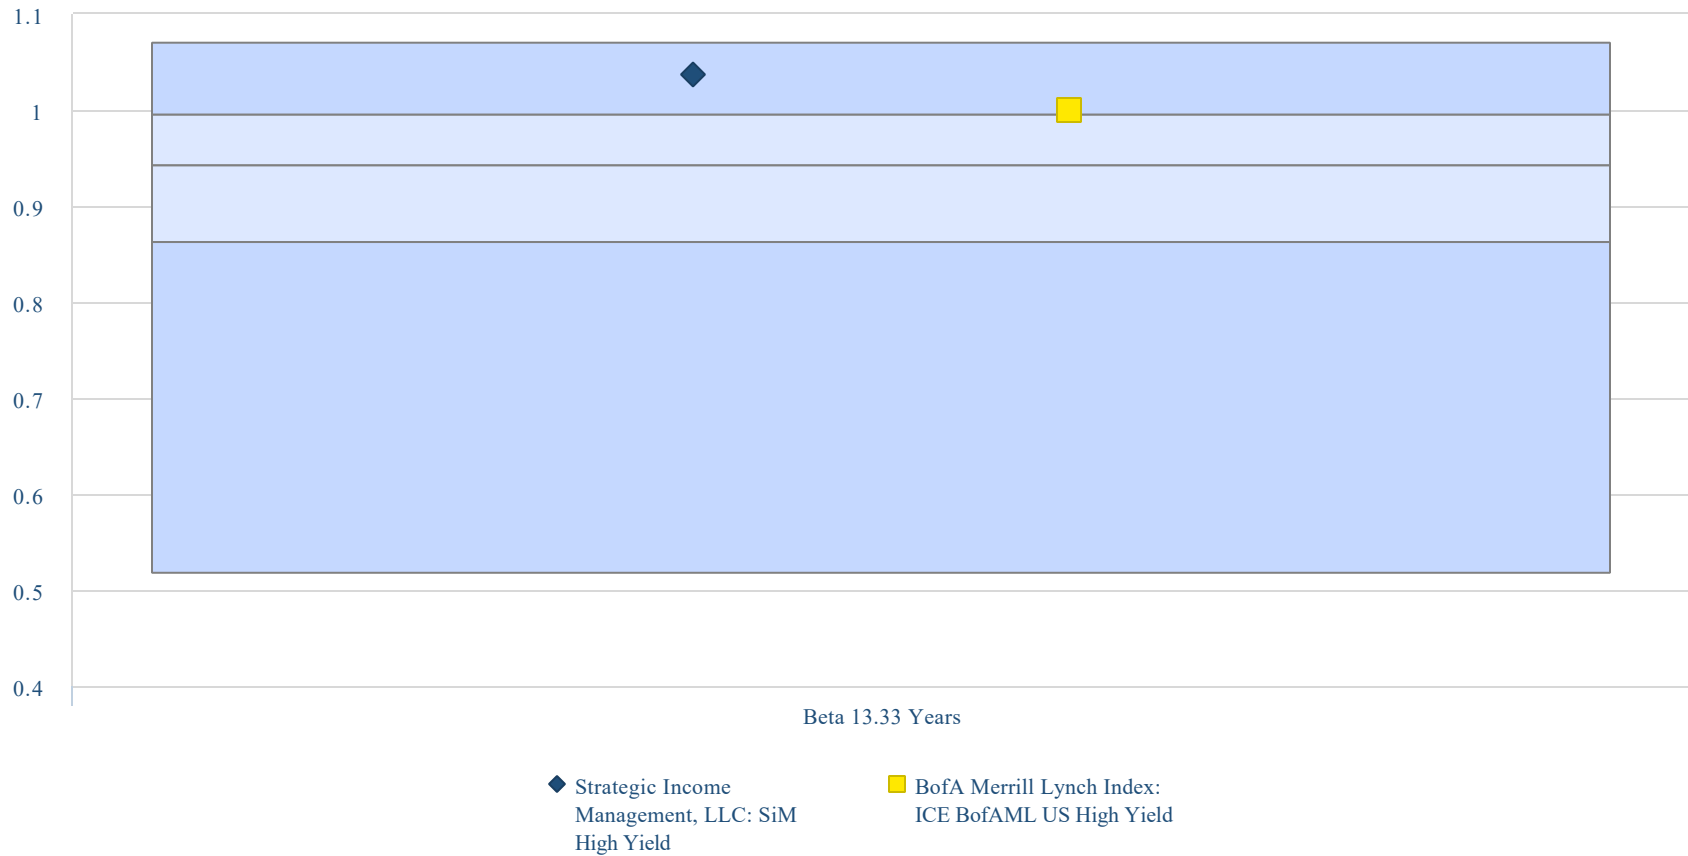 1.1
1
0.9
0.8
0.7
0.6
0.5
0.4
Beta 13.33 Years
Strategic Income
Management, LLC: SiM
High Yield
BofA Merrill Lynch Index:
ICE BofAML US High Yield